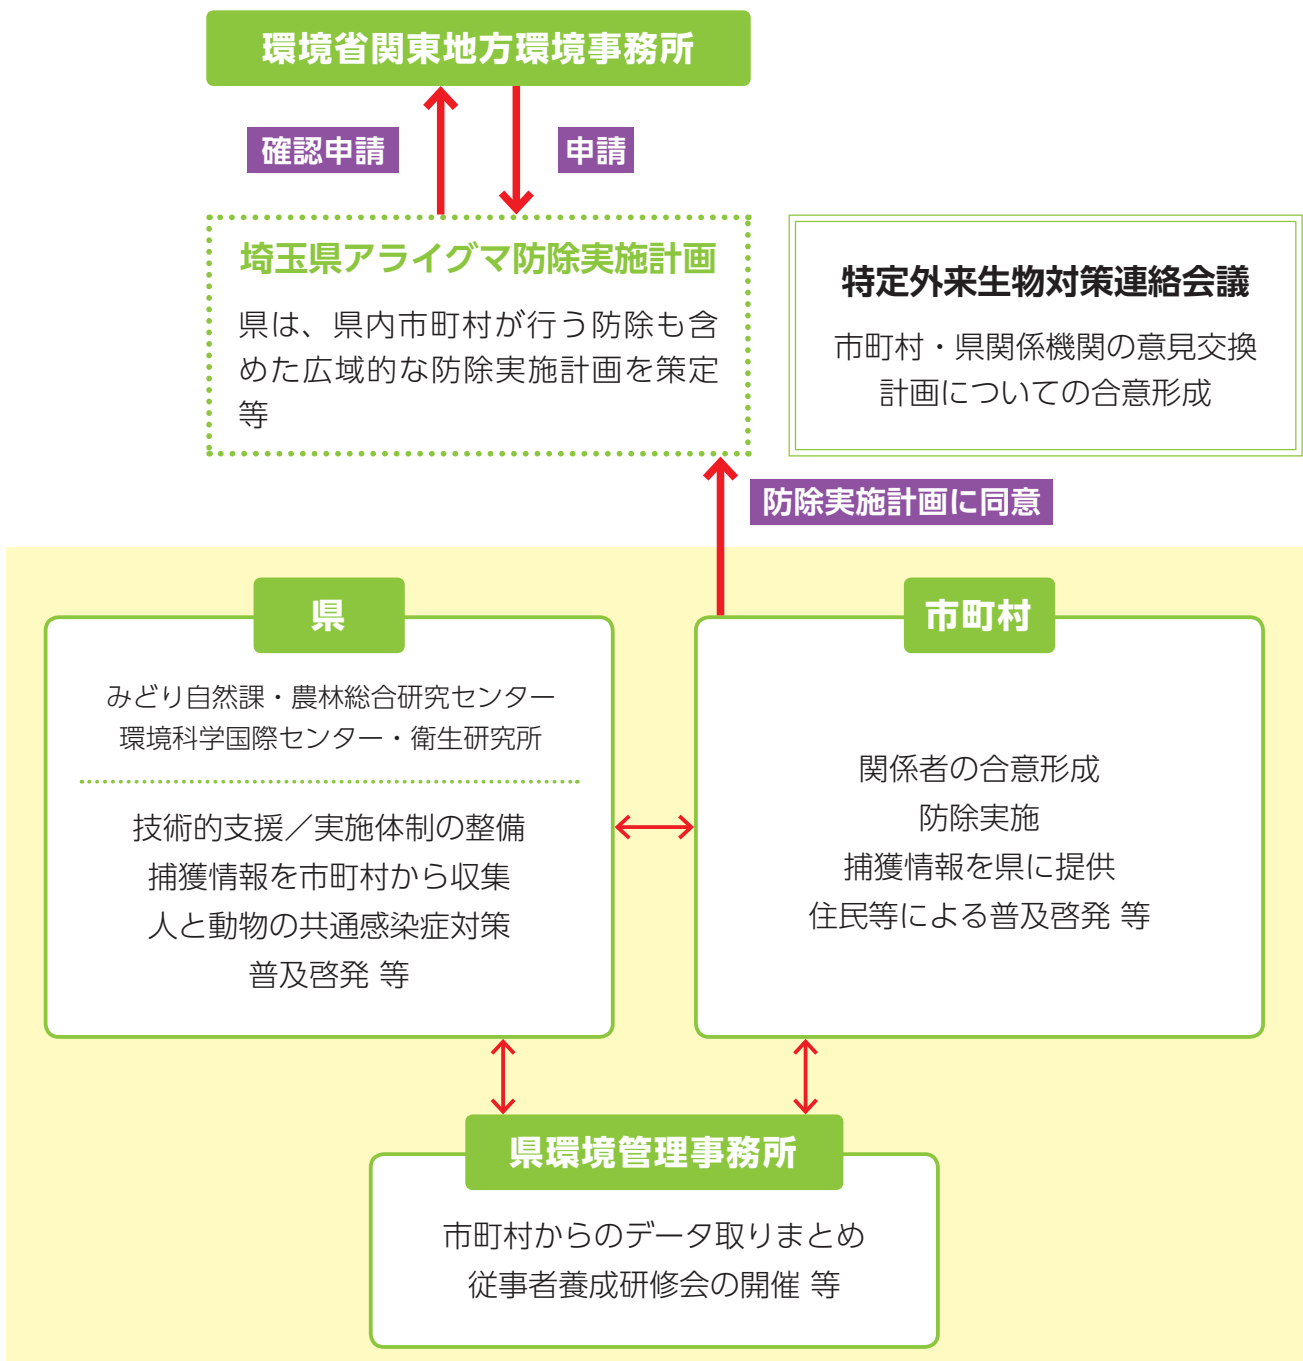 環境省関東地方環境事務所
確認申請
申請
埼玉県アライグマ防除実施計画
県は、県内市町村が行う防除も含
めた広域的な防除実施計画を策定
等
特定外来生物対策連絡会議
市町村・県関係機関の意見交換
計画についての合意形成
防除実施計画に同意
県
みどり自然課・農林総合研究センター
環境科学国際センター・衛生研究所
技術的支援／実施体制の整備
捕獲情報を市町村から収集
人と動物の共通感染症対策
普及啓発 等
市町村
関係者の合意形成
防除実施
捕獲情報を県に提供
住民等による普及啓発 等
県環境管理事務所
市町村からのデータ取りまとめ
従事者養成研修会の開催 等